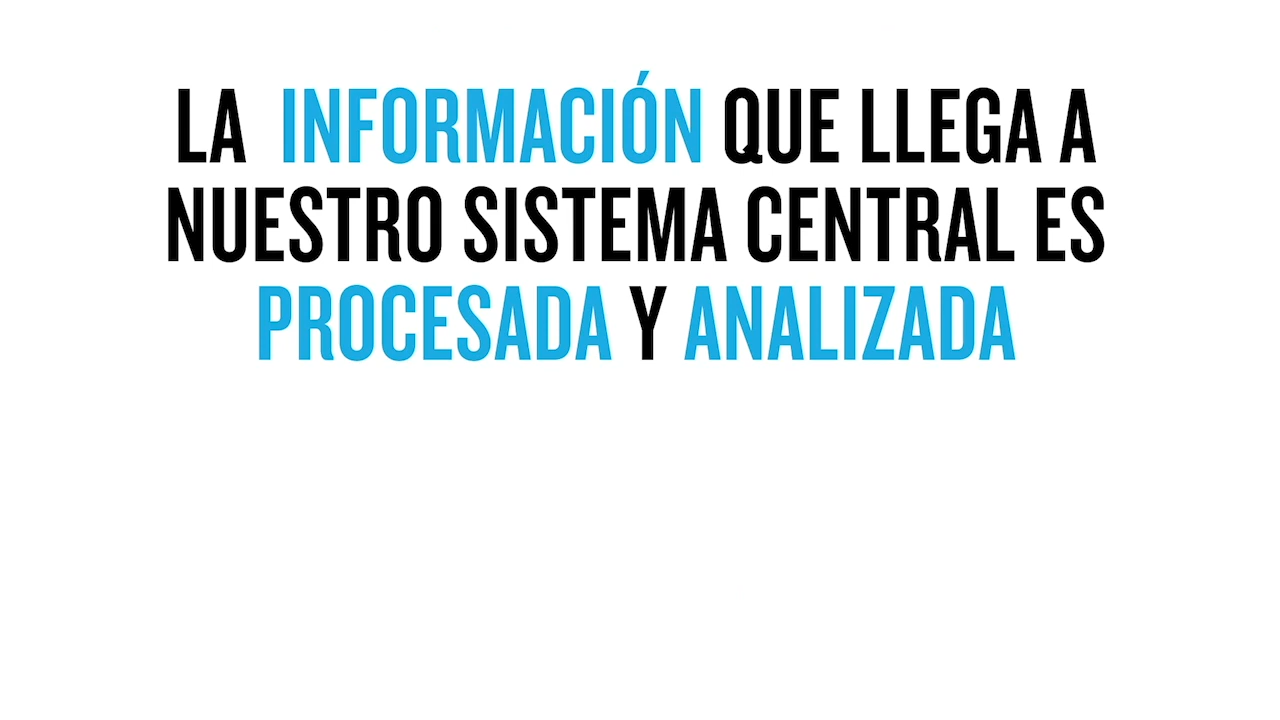 LA INFORMACIÓN QUE LLEGA A
NUESTRO SISTEMA CENTRAL ES
PROCESADA Y ANALIZADA